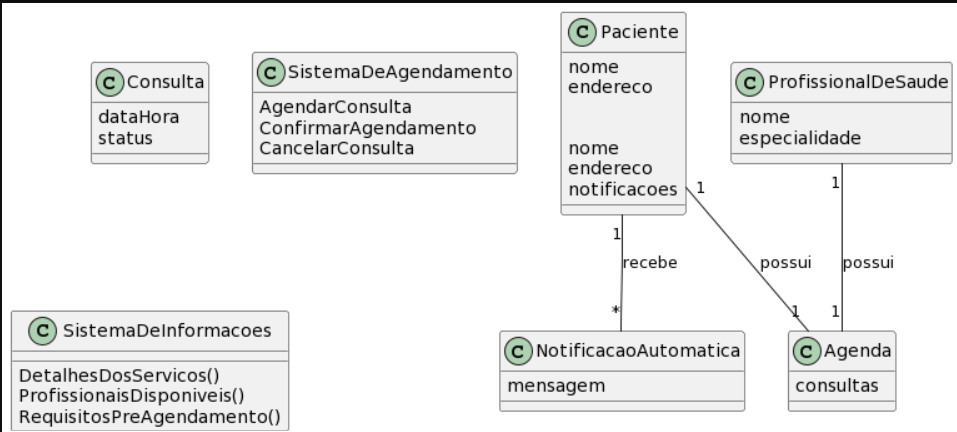 C Consulta
dataHora
status
C SistemaDeAgendamento
AgendarConsulta
ConfirmarAgendamento
CancelarConsulta
C Paciente
nome
endereco
nome
endereco
notificacoes
C ProfissionalDeSaude
nome
especialidade
1
recebe
*
1
possui
1
1
possui
1
C SistemaDeInformacoes
DetalhesDosServicos()
ProfissionaisDisponiveis()
RequisitosPreAgendamento()
C NotificacaoAutomatica
mensagem
C Agenda
consultas